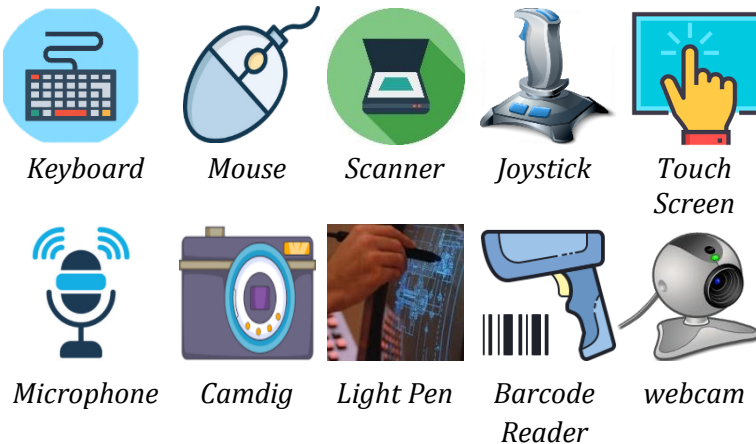 Keyboard Mouse Scanner Joystick Touch
Screen
Microphone Camdig Light Pen Barcode webcam
Reader